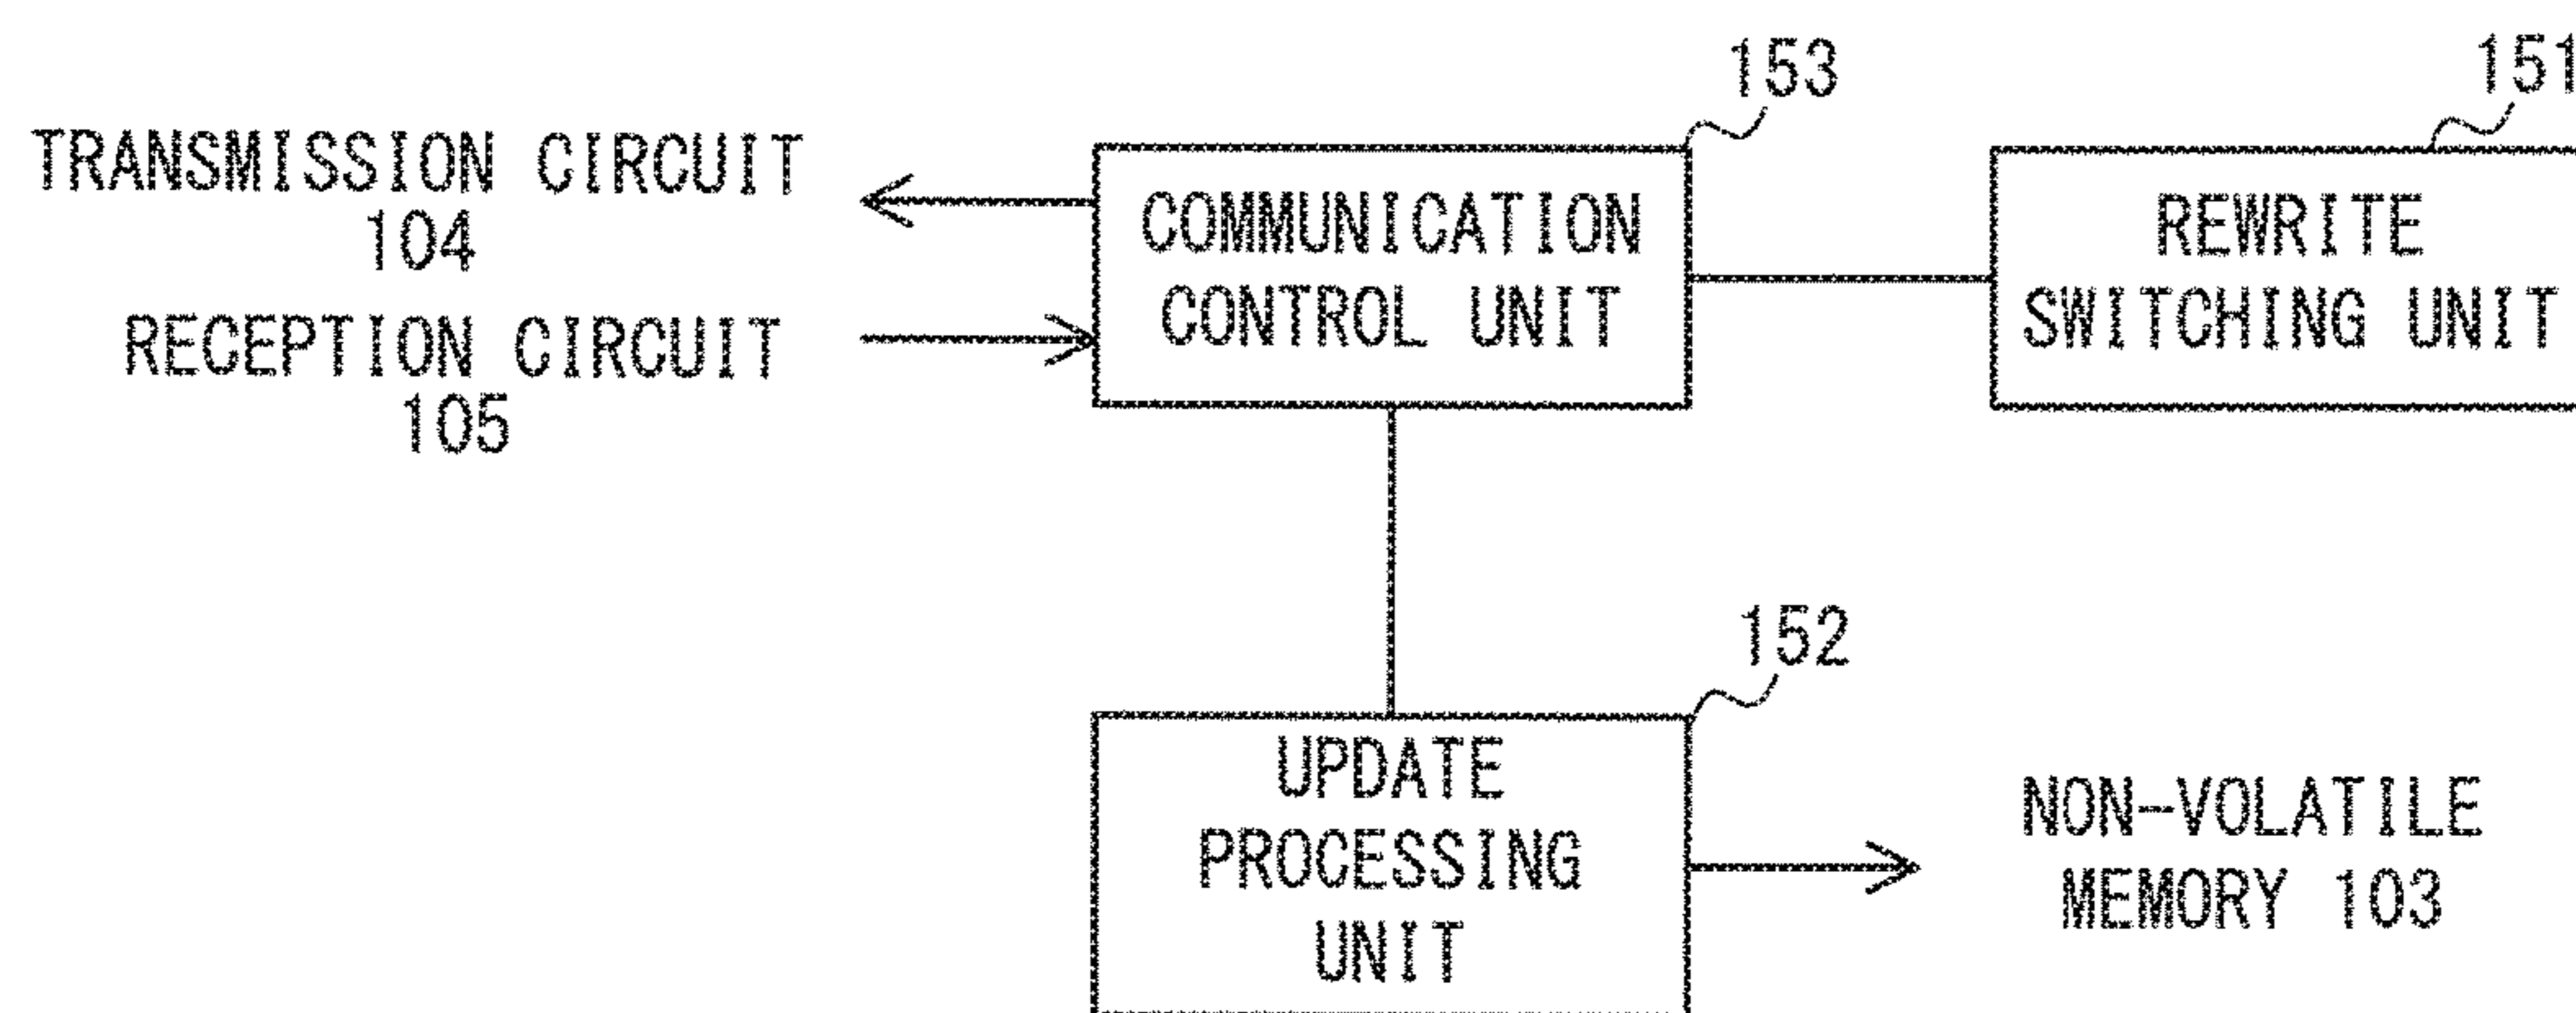 153
151
TRANSMISSION CIRCUIT
104
RECEPTION CIRCUIT
105
COMMUNICATION
CONTROL UNIT
REWRITE
SWITCHING UNIT
152
UPDATE
PROCESSING
UNIT
NON-VOLATILE
MEMORY 103